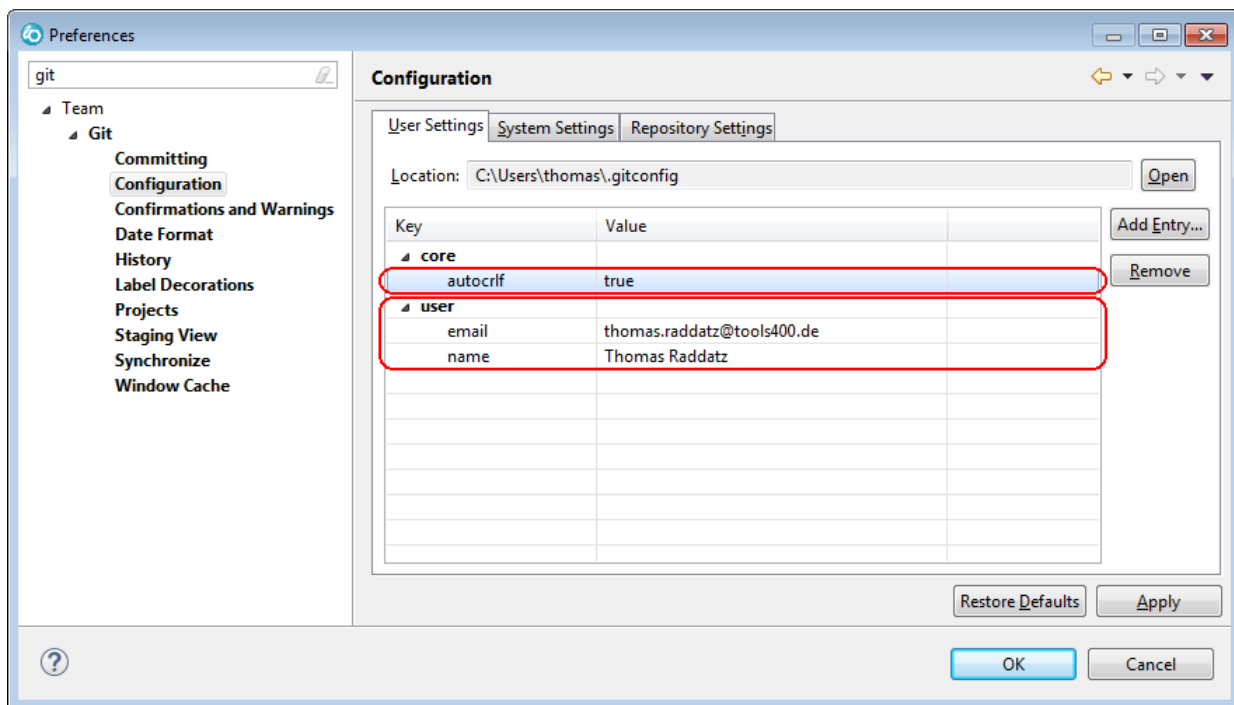 Preferences
git
Team
Git
Committing
Configuration
Confirmations and Warnings
Date Format
History
Label Decorations
Projects
Staging View
Synchronize
Window Cache
Configuration
User Settings System Settings Repository Settings
Location: C:\Users\thomas\.gitconfig Open
Key Value Add Entry...
core Remove
autocrlf true
user
email thomas.raddatz@tools400.de
name Thomas Raddatz
Restore Defaults Apply
? OK Cancel